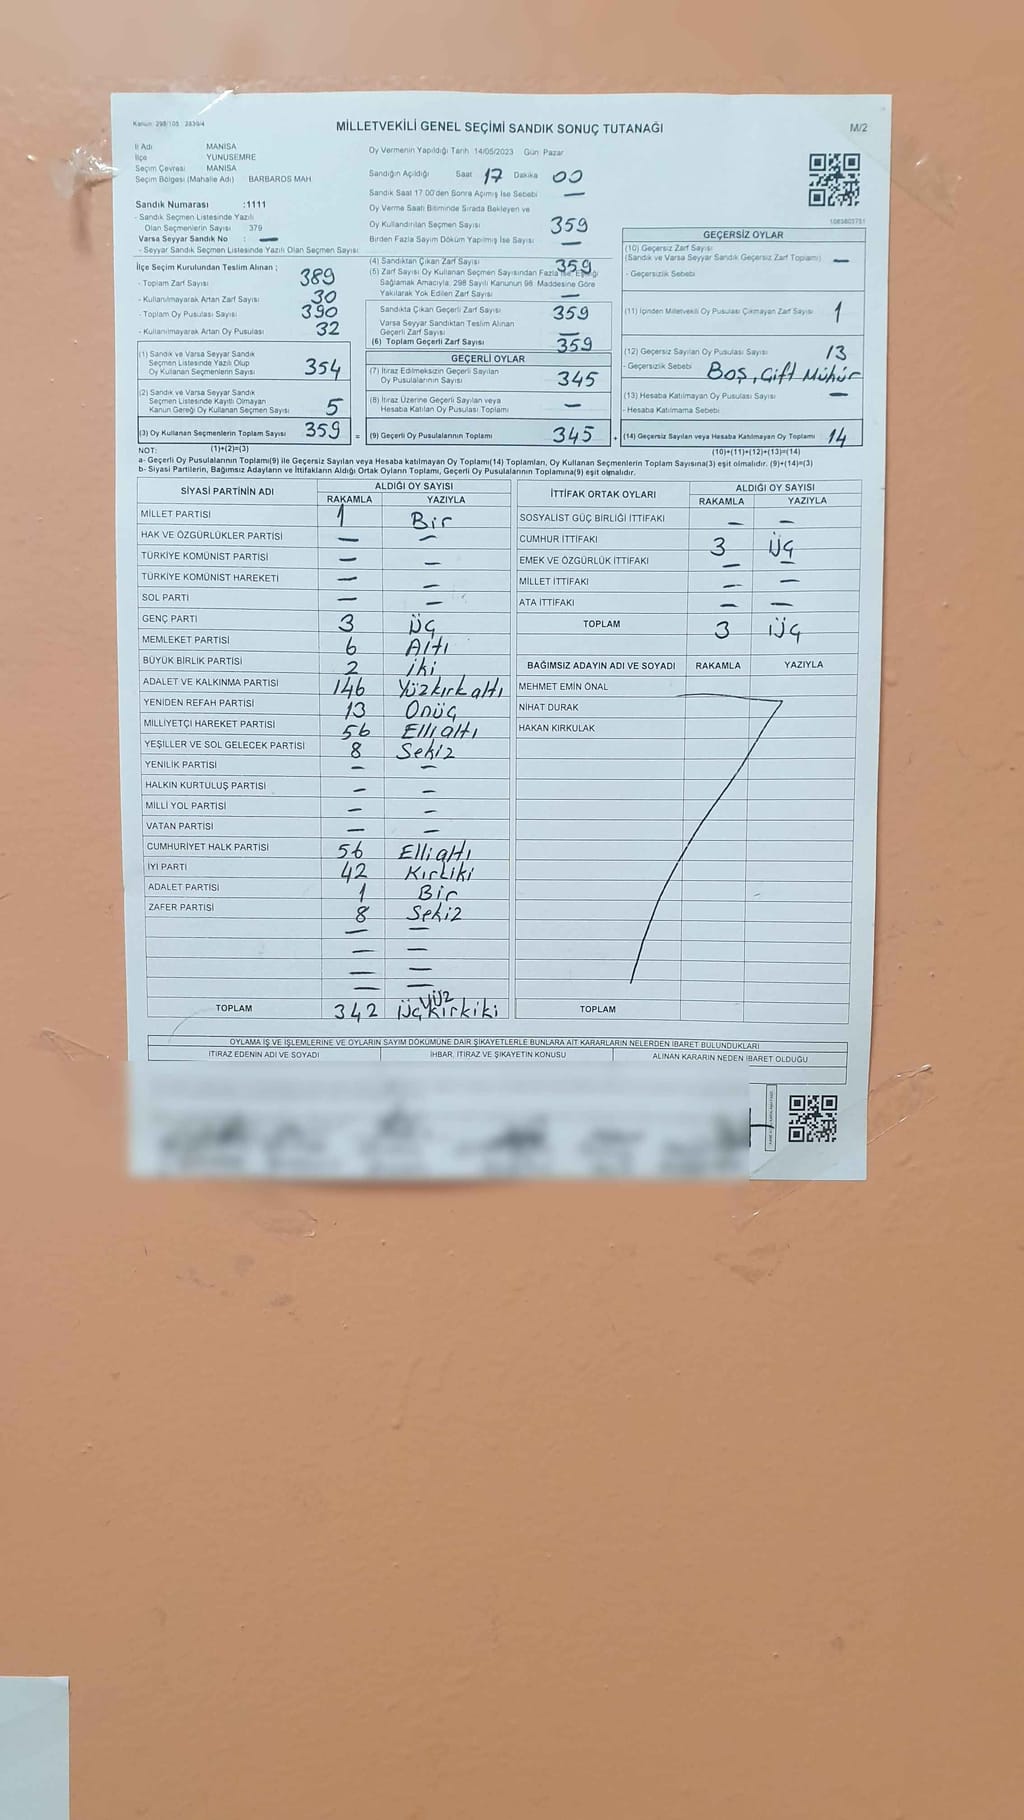 Kanun: 298/105 2839/4
MİLLETVEKİLİ GENEL SEÇİMİ SANDIK SONUÇ TUTANAĞI
M/2
İl Adı MANİSA
İlçe YUNUSEMRE
Seçim Çevresi MANİSA
Seçim Bölgesi (Mahalle Adı) BARBAROS MAH
Sandık Numarası :1111
- Sandık Seçmen Listesinde Yazılı
Olan Seçmenlerin Sayısı 379
Varsa Seyyar Sandık No : —
- Seyyar Sandık Seçmen Listesinde Yazılı Olan Seçmen Sayısı
Oy Vermenin Yapıldığı Tarih 14/05/2023 Gün: Pazar
Sandığın Açıldığı Saat 17 Dakika 00
Sandık Saat 17.00'den Sonra Açılmış İse Sebebi —
Oy Verme Saati Bitiminde Sırada Bekleyen ve
Oy Kullandırılan Seçmen Sayısı 359
Birden Fazla Sayım Döküm Yapılmış İse Sayısı —
İlçe Seçim Kurulundan Teslim Alınan ;
- Toplam Zarf Sayısı 389
- Kullanılmayarak Artan Zarf Sayısı 30
- Toplam Oy Pusulası Sayısı 390
- Kullanılmayarak Artan Oy Pusulası 32
(4) Sandıktan Çıkan Zarf Sayısı 359
(5) Zarf Sayısı Oy Kullanan Seçmen Sayısından Fazla ise, Eşitliği
Sağlamak Amacıyla, 298 Sayılı Kanunun 98. Maddesine Göre
Yakılarak Yok Edilen Zarf Sayısı —
Sandıkta Çıkan Geçerli Zarf Sayısı 359
Varsa Seyyar Sandıktan Teslim Alınan
Geçerli Zarf Sayısı —
(6) Toplam Geçerli Zarf Sayısı 359
(1) Sandık ve Varsa Seyyar Sandık
Seçmen Listesinde Yazılı Olup
Oy Kullanan Seçmenlerin Sayısı 354
(2) Sandık ve Varsa Seyyar Sandık
Seçmen Listesinde Kayıtlı Olmayan
Kanun Gereği Oy Kullanan Seçmen Sayısı 5
(3) Oy Kullanan Seçmenlerin Toplam Sayısı 359
GEÇERLİ OYLAR
(7) İtiraz Edilmeksizin Geçerli Sayılan
Oy Pusulalarının Sayısı 345
(8) İtiraz Üzerine Geçerli Sayılan veya
Hesaba Katılan Oy Pusulası Toplamı —
= (9) Geçerli Oy Pusulalarının Toplamı 345
1083803751
GEÇERSİZ OYLAR
(10) Geçersiz Zarf Sayısı
(Sandık ve Varsa Seyyar Sandık Geçersiz Zarf Toplamı) —
- Geçersizlik Sebebi
(11) İçinden Milletvekili Oy Pusulası Çıkmayan Zarf Sayısı 1
(12) Geçersiz Sayılan Oy Pusulası Sayısı 13
- Geçersizlik Sebebi Boş, Çift Mühür
(13) Hesaba Katılmayan Oy Pusulası Sayısı —
- Hesaba Katılmama Sebebi
+ (14) Geçersiz Sayılan veya Hesaba Katılmayan Oy Toplamı 14
NOT: (1)+(2)=(3) (10)+(11)+(12)+(13)=(14)
a- Geçerli Oy Pusulalarının Toplamı(9) ile Geçersiz Sayılan veya Hesaba katılmayan Oy Toplamı(14) Toplamları, Oy Kullanan Seçmenlerin Toplam Sayısına(3) eşit olmalıdır. (9)+(14)=(3)
b- Siyasi Partilerin, Bağımsız Adayların ve İttifakların Aldığı Oyların Toplamı, Geçerli Oy Pusulalarının Toplamına(9) eşit olmalıdır.
SİYASİ PARTİNİN ADI ALDIĞI OY SAYISI
RAKAMLA YAZIYLA
MİLLET PARTİSİ 1 Bir
HAK VE ÖZGÜRLÜKLER PARTİSİ — —
TÜRKİYE KOMÜNİST PARTİSİ — —
TÜRKİYE KOMÜNİST HAREKETİ — —
SOL PARTİ — —
GENÇ PARTİ 3 Üç
MEMLEKET PARTİSİ 6 Altı
BÜYÜK BİRLİK PARTİSİ 2 İki
ADALET VE KALKINMA PARTİSİ 146 Yüzkırkaltı
YENİDEN REFAH PARTİSİ 13 Onüç
MİLLİYETÇİ HAREKET PARTİSİ 56 Ellialtı
YEŞİLLER VE SOL GELECEK PARTİSİ 8 Sekiz
YENİLİK PARTİSİ — —
HALKIN KURTULUŞ PARTİSİ — —
MİLLİ YOL PARTİSİ — —
VATAN PARTİSİ — —
CUMHURİYET HALK PARTİSİ 56 Ellialtı
İYİ PARTİ 42 Kırkiki
ADALET PARTİSİ 1 Bir
ZAFER PARTİSİ 8 Sekiz
— —
— —
— —
— —
TOPLAM 342 Üçyüzkırkiki
İTTİFAK ORTAK OYLARI ALDIĞI OY SAYISI
RAKAMLA YAZIYLA
SOSYALİST GÜÇ BİRLİĞİ İTTİFAKI — —
CUMHUR İTTİFAKI 3 Üç
EMEK VE ÖZGÜRLÜK İTTİFAKI — —
MİLLET İTTİFAKI — —
ATA İTTİFAKI — —
TOPLAM 3 Üç
BAĞIMSIZ ADAYIN ADI VE SOYADI RAKAMLA YAZIYLA
MEHMET EMİN ÖNAL
NİHAT DURAK
HAKAN KIRKULAK
TOPLAM
OYLAMA İŞ VE İŞLEMLERİNE VE OYLARIN SAYIM DÖKÜMÜNE DAİR ŞİKAYETLERLE BUNLARA AİT KARARLARIN NELERDEN İBARET BULUNDUKLARI
İTİRAZ EDENİN ADI VE SOYADI İHBAR, İTİRAZ VE ŞİKAYETİN KONUSU ALINAN KARARIN NEDEN İBARET OLDUĞU